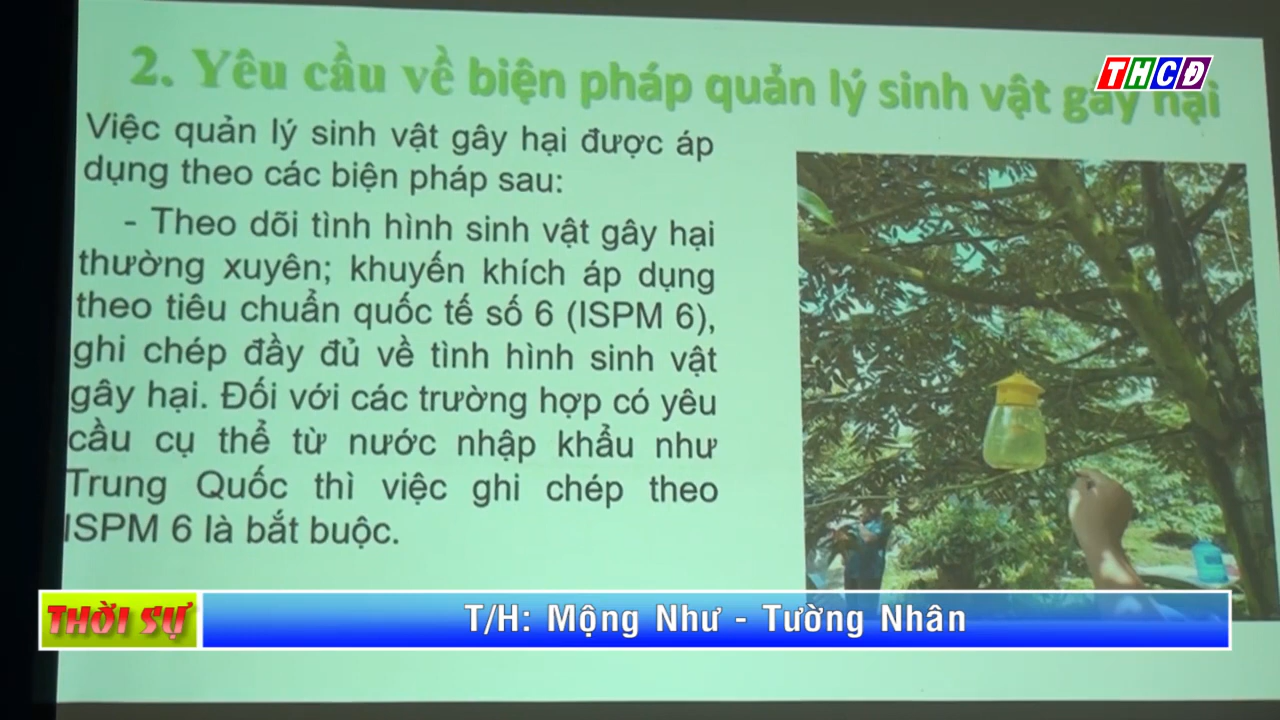 2. Yêu cầu về biện pháp quản lý sinh vật gây hại
THCĐ
Việc quản lý sinh vật gây hại được áp
dụng theo các biện pháp sau:
- Theo dõi tình hình sinh vật gây hại
thường xuyên; khuyến khích áp dụng
theo tiêu chuẩn quốc tế số 6 (ISPM 6),
ghi chép đầy đủ về tình hình sinh vật
gây hại. Đối với các trường hợp có yêu
cầu cụ thể từ nước nhập khẩu như
Trung Quốc thì việc ghi chép theo
ISPM 6 là bắt buộc.
THỜI SỰ
T/H: Mộng Như - Tường Nhân